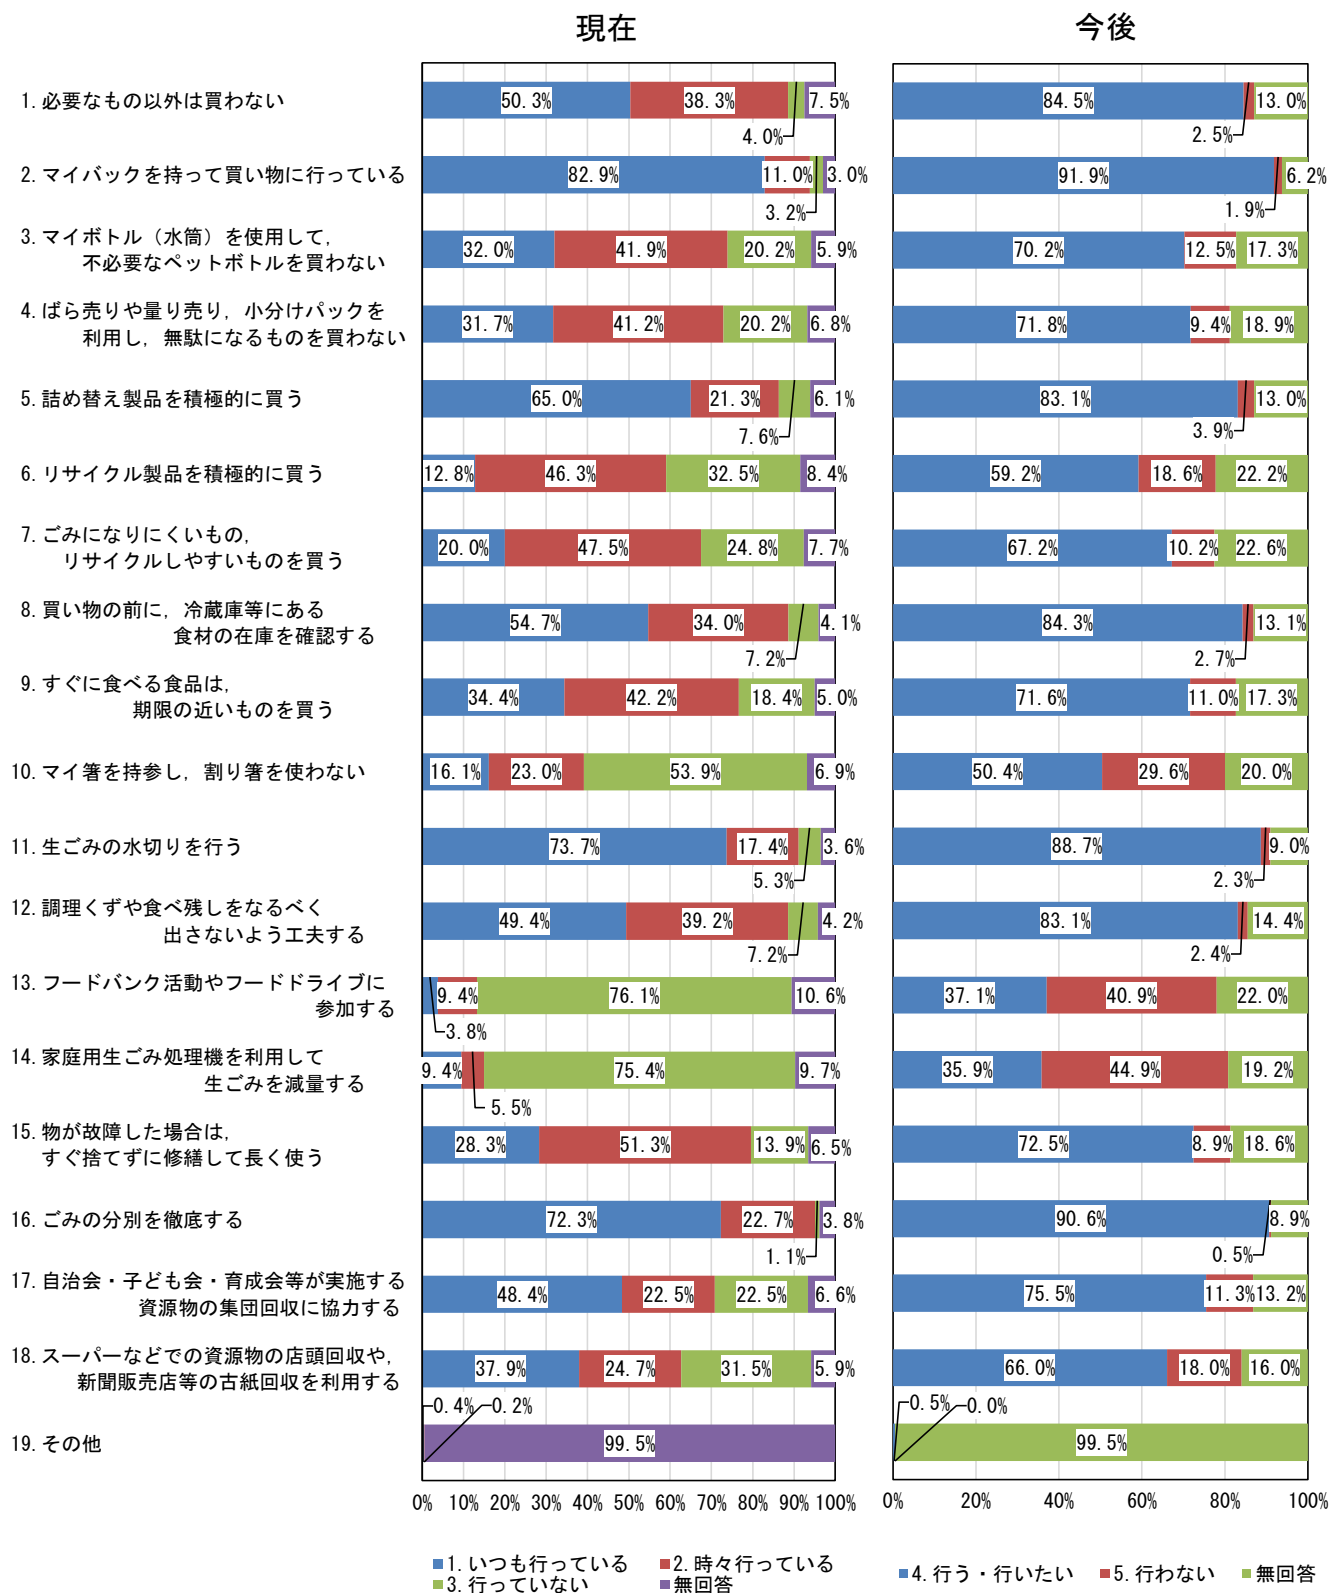 現在 今後
1. 必要なもの以外は買わない 50.3% 38.3% 7.5% 84.5% 13.0%
4.0% 2.5%
2. マイバックを持って買い物に行っている 82.9% 11.0% 3.0% 91.9% 6.2%
3.2% 1.9%
3. マイボトル（水筒）を使用して，
不必要なペットボトルを買わない 32.0% 41.9% 20.2% 5.9% 70.2% 12.5% 17.3%
4. ばら売りや量り売り，小分けパックを
利用し，無駄になるものを買わない 31.7% 41.2% 20.2% 6.8% 71.8% 9.4% 18.9%
5. 詰め替え製品を積極的に買う 65.0% 21.3% 6.1% 83.1% 13.0%
7.6% 3.9%
6. リサイクル製品を積極的に買う 12.8% 46.3% 32.5% 8.4% 59.2% 18.6% 22.2%
7. ごみになりにくいもの，
リサイクルしやすいものを買う 20.0% 47.5% 24.8% 7.7% 67.2% 10.2% 22.6%
8. 買い物の前に，冷蔵庫等にある
食材の在庫を確認する 54.7% 34.0% 4.1% 84.3% 13.1%
7.2% 2.7%
9. すぐに食べる食品は，
期限の近いものを買う 34.4% 42.2% 18.4% 5.0% 71.6% 11.0% 17.3%
10. マイ箸を持参し，割り箸を使わない 16.1% 23.0% 53.9% 6.9% 50.4% 29.6% 20.0%
11. 生ごみの水切りを行う 73.7% 17.4% 3.6% 88.7% 9.0%
5.3% 2.3%
12. 調理くずや食べ残しをなるべく
出さないよう工夫する 49.4% 39.2% 4.2% 83.1% 14.4%
7.2% 2.4%
13. フードバンク活動やフードドライブに
参加する 9.4% 76.1% 10.6% 37.1% 40.9% 22.0%
3.8%
14. 家庭用生ごみ処理機を利用して
生ごみを減量する 9.4% 75.4% 9.7% 35.9% 44.9% 19.2%
5.5%
15. 物が故障した場合は，
すぐ捨てずに修繕して長く使う 28.3% 51.3% 13.9% 6.5% 72.5% 8.9% 18.6%
16. ごみの分別を徹底する 72.3% 22.7% 3.8% 90.6% 8.9%
1.1% 0.5%
17. 自治会・子ども会・育成会等が実施する
資源物の集団回収に協力する 48.4% 22.5% 22.5% 6.6% 75.5% 11.3% 13.2%
18. スーパーなどでの資源物の店頭回収や，
新聞販売店等の古紙回収を利用する 37.9% 24.7% 31.5% 5.9% 66.0% 18.0% 16.0%
0.4% 0.2% 0.5% 0.0%
19. その他 99.5% 99.5%
0% 10% 20% 30% 40% 50% 60% 70% 80% 90% 100% 0% 20% 40% 60% 80% 100%
1. いつも行っている 2. 時々行っている 4. 行う・行いたい 5. 行わない 無回答
3. 行っていない 無回答